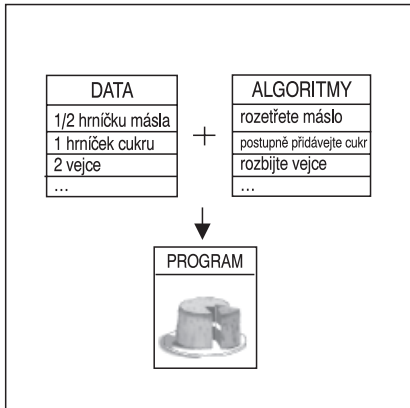 DATA
1/2 hrníčku másla
1 hrníček cukru
2 vejce
...
+
ALGORITMY
rozetřete máslo
postupně přidávejte cukr
rozbijte vejce
...
PROGRAM